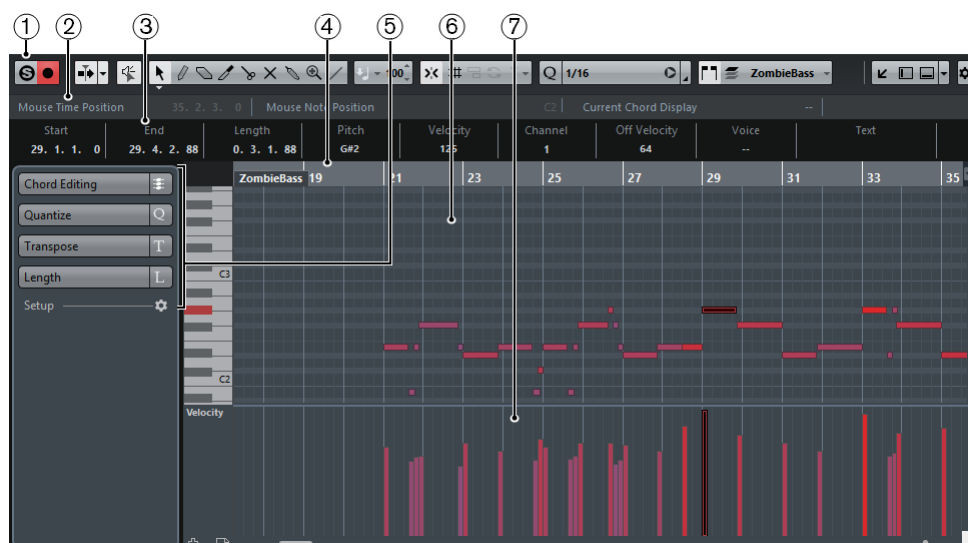 ① ② ③ ④ ⑤ ⑥ ⑦
S 100 Q 1/16 ZombieBass
Mouse Time Position 35. 2. 3. 0 Mouse Note Position C2 Current Chord Display --
Start End Length Pitch Velocity Channel Off Velocity Voice Text
29. 1. 1. 0 29. 4. 2. 88 0. 3. 1. 88 G#2 125 1 64 --
ZombieBass 19 21 23 25 27 29 31 33 35
Chord Editing
Quantize Q
Transpose T
Length L
Setup
C3
C2
Velocity